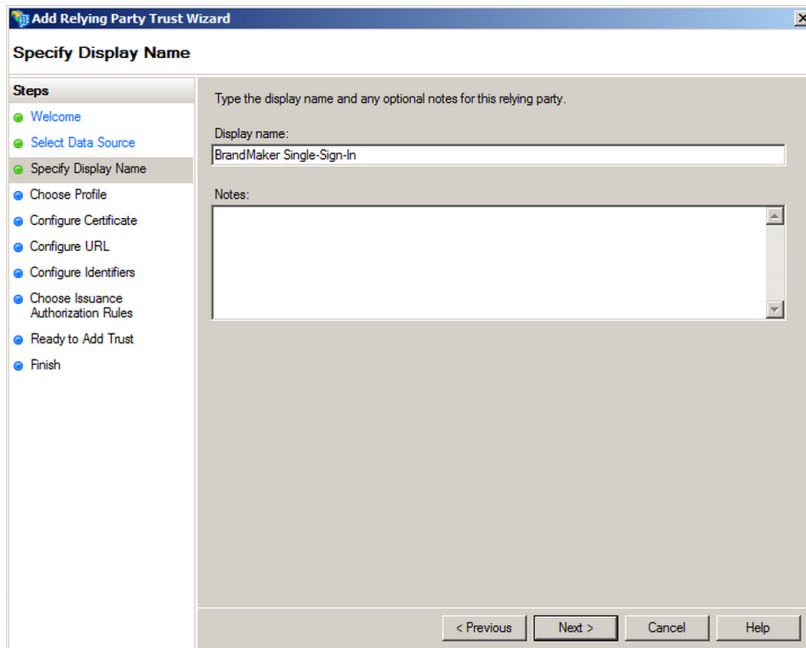 Add Relying Party Trust Wizard
Specify Display Name
Steps
Welcome
Select Data Source
Specify Display Name
Choose Profile
Configure Certificate
Configure URL
Configure Identifiers
Choose Issuance
Authorization Rules
Ready to Add Trust
Finish
Type the display name and any optional notes for this relying party.
Display name:
BrandMaker Single-Sign-In
Notes:
< Previous
Next >
Cancel
Help